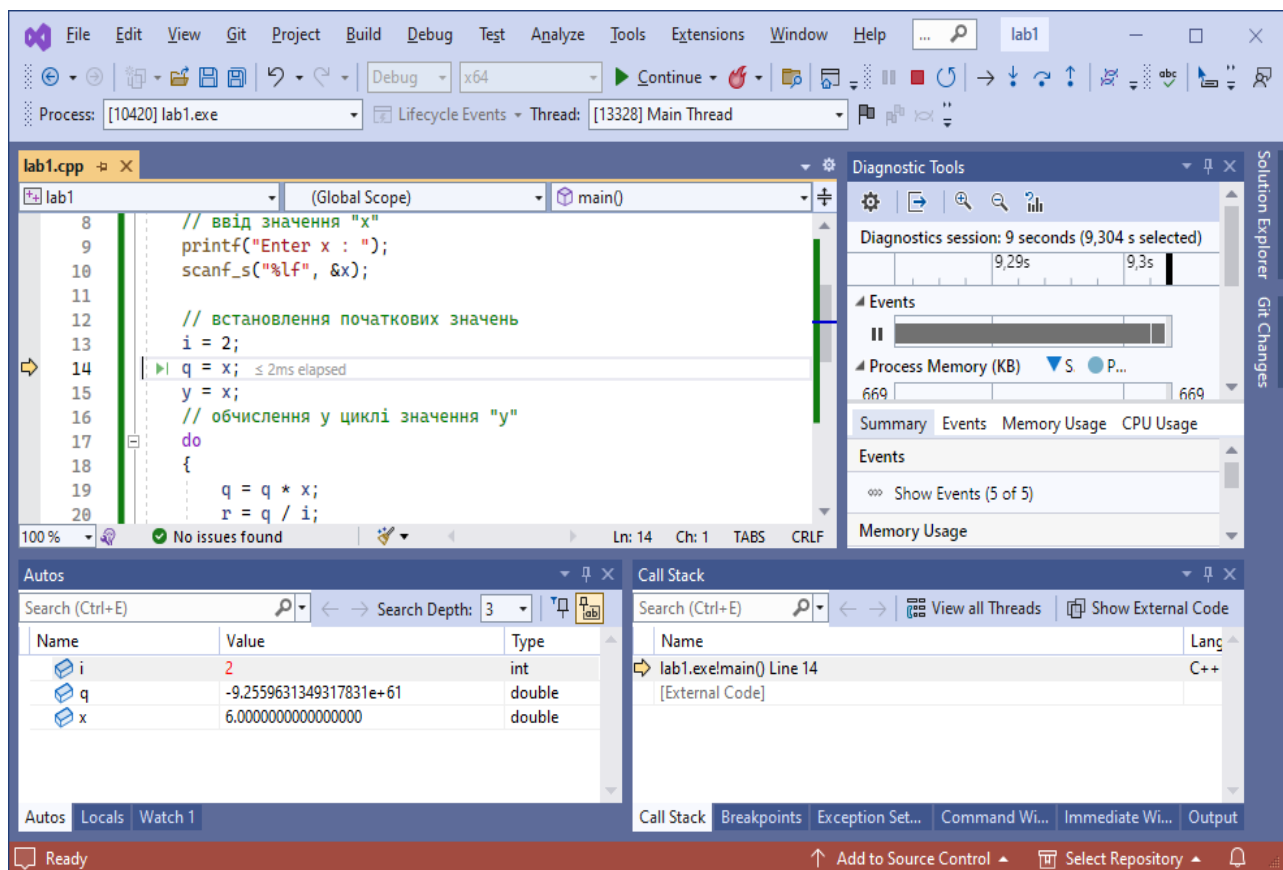 File Edit View Git Project Build Debug Test Analyze Tools Extensions Window Help ... lab1
Debug x64 Continue abc
Process: [10420] lab1.exe Lifecycle Events Thread: [13328] Main Thread
lab1.cpp
lab1 (Global Scope) main()
8 // ввід значення "x"
9 printf("Enter x : ");
10 scanf_s("%lf", &x);
11
12 // встановлення початкових значень
13 i = 2;
14 q = x; ≤ 2ms elapsed
15 y = x;
16 // обчислення у циклі значення "y"
17 do
18 {
19 q = q * x;
20 r = q / i;
100 % No issues found Ln: 14 Ch: 1 TABS CRLF
Diagnostic Tools
Diagnostics session: 9 seconds (9,304 s selected)
9,29s 9,3s
Events
Process Memory (KB) S. P...
669 669
Summary Events Memory Usage CPU Usage
Events
Show Events (5 of 5)
Memory Usage
Solution Explorer
Git Changes
Autos
Search (Ctrl+E) Search Depth: 3 ab
Name Value Type
i 2 int
q -9.2559631349317831e+61 double
x 6.0000000000000000 double
Autos Locals Watch 1
Call Stack
Search (Ctrl+E) View all Threads Show External Code
Name Lang
lab1.exe!main() Line 14 C++
[External Code]
Call Stack Breakpoints Exception Set... Command Wi... Immediate Wi... Output
Ready Add to Source Control Select Repository